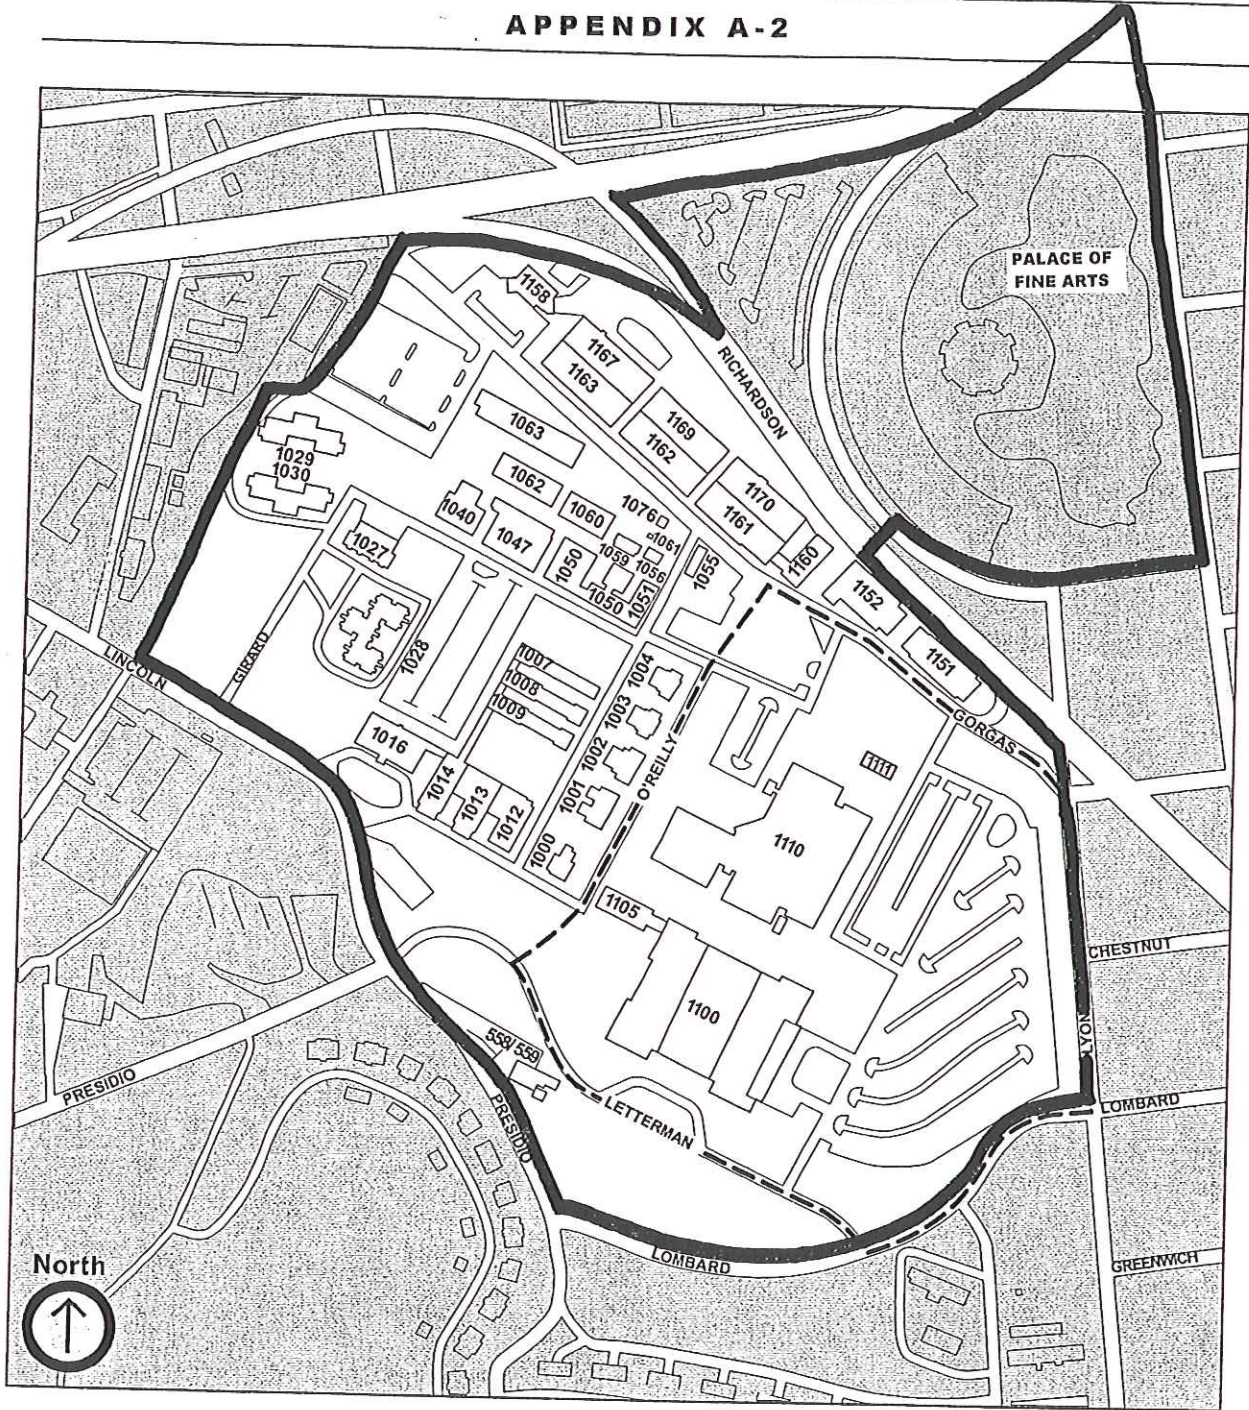 APPENDIX A-2
PALACE OF
FINE ARTS
1158
1167
1163
RICHARDSON
1063
1169
1162
1029
1030
1062
1170
1161
1040
1060
1076
1047
1061
1027
1050
1059
1056
1055
1160
1050
1051
1152
LINCOLN
GIRARD
1028
1007
1008
1009
1004
1003
1151
GORGAS
1016
1002
O'REILLY
1014
1013
1012
1001
1000
1111
1110
1105
CHESTNUT
1100
558/559
LYON
PRESIDIO
PRESIDIO
LETTERMAN
LOMBARD
LOMBARD
GREENWICH
North